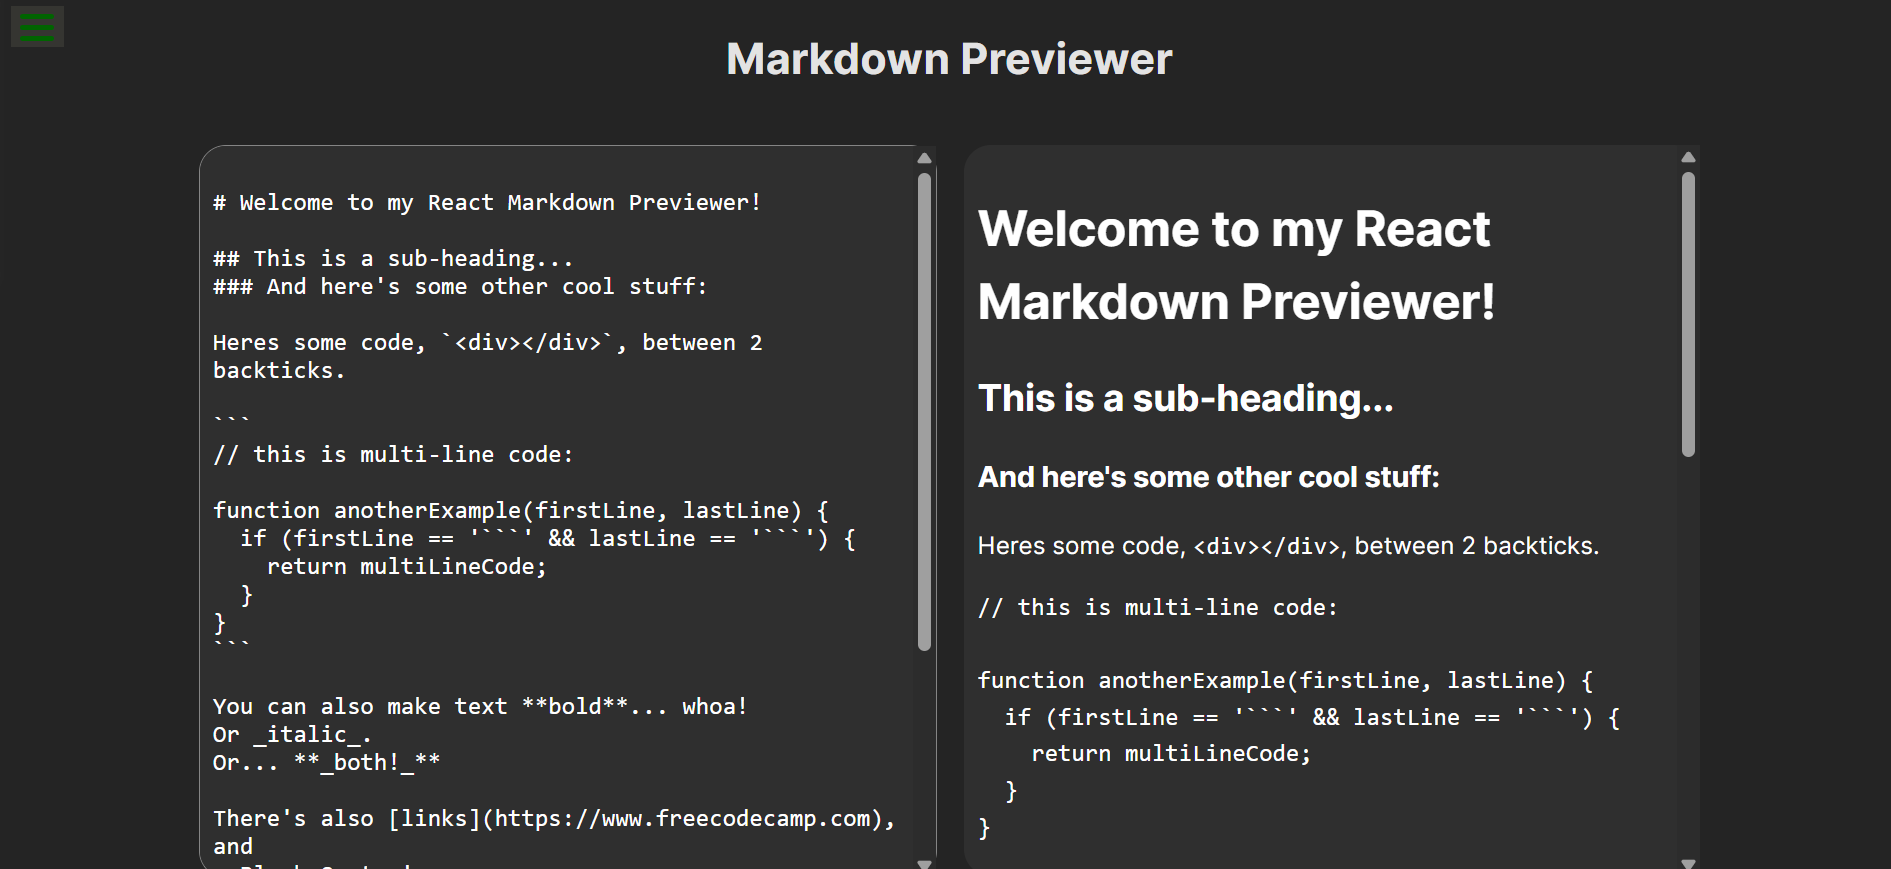 Markdown Previewer
# Welcome to my React Markdown Previewer!
## This is a sub-heading...
### And here's some other cool stuff:
Heres some code, `<div></div>`, between 2
backticks.
```
// this is multi-line code:
function anotherExample(firstLine, lastLine) {
  if (firstLine == '```' && lastLine == '```') {
    return multiLineCode;
  }
}
```
You can also make text **bold**... whoa!
Or _italic_.
Or... **_both!_**
There's also [links](https://www.freecodecamp.com),
and
Welcome to my React
Markdown Previewer!
This is a sub-heading...
And here's some other cool stuff:
Heres some code, <div></div>, between 2 backticks.
// this is multi-line code:
function anotherExample(firstLine, lastLine) {
  if (firstLine == '```' && lastLine == '```') {
    return multiLineCode;
  }
}